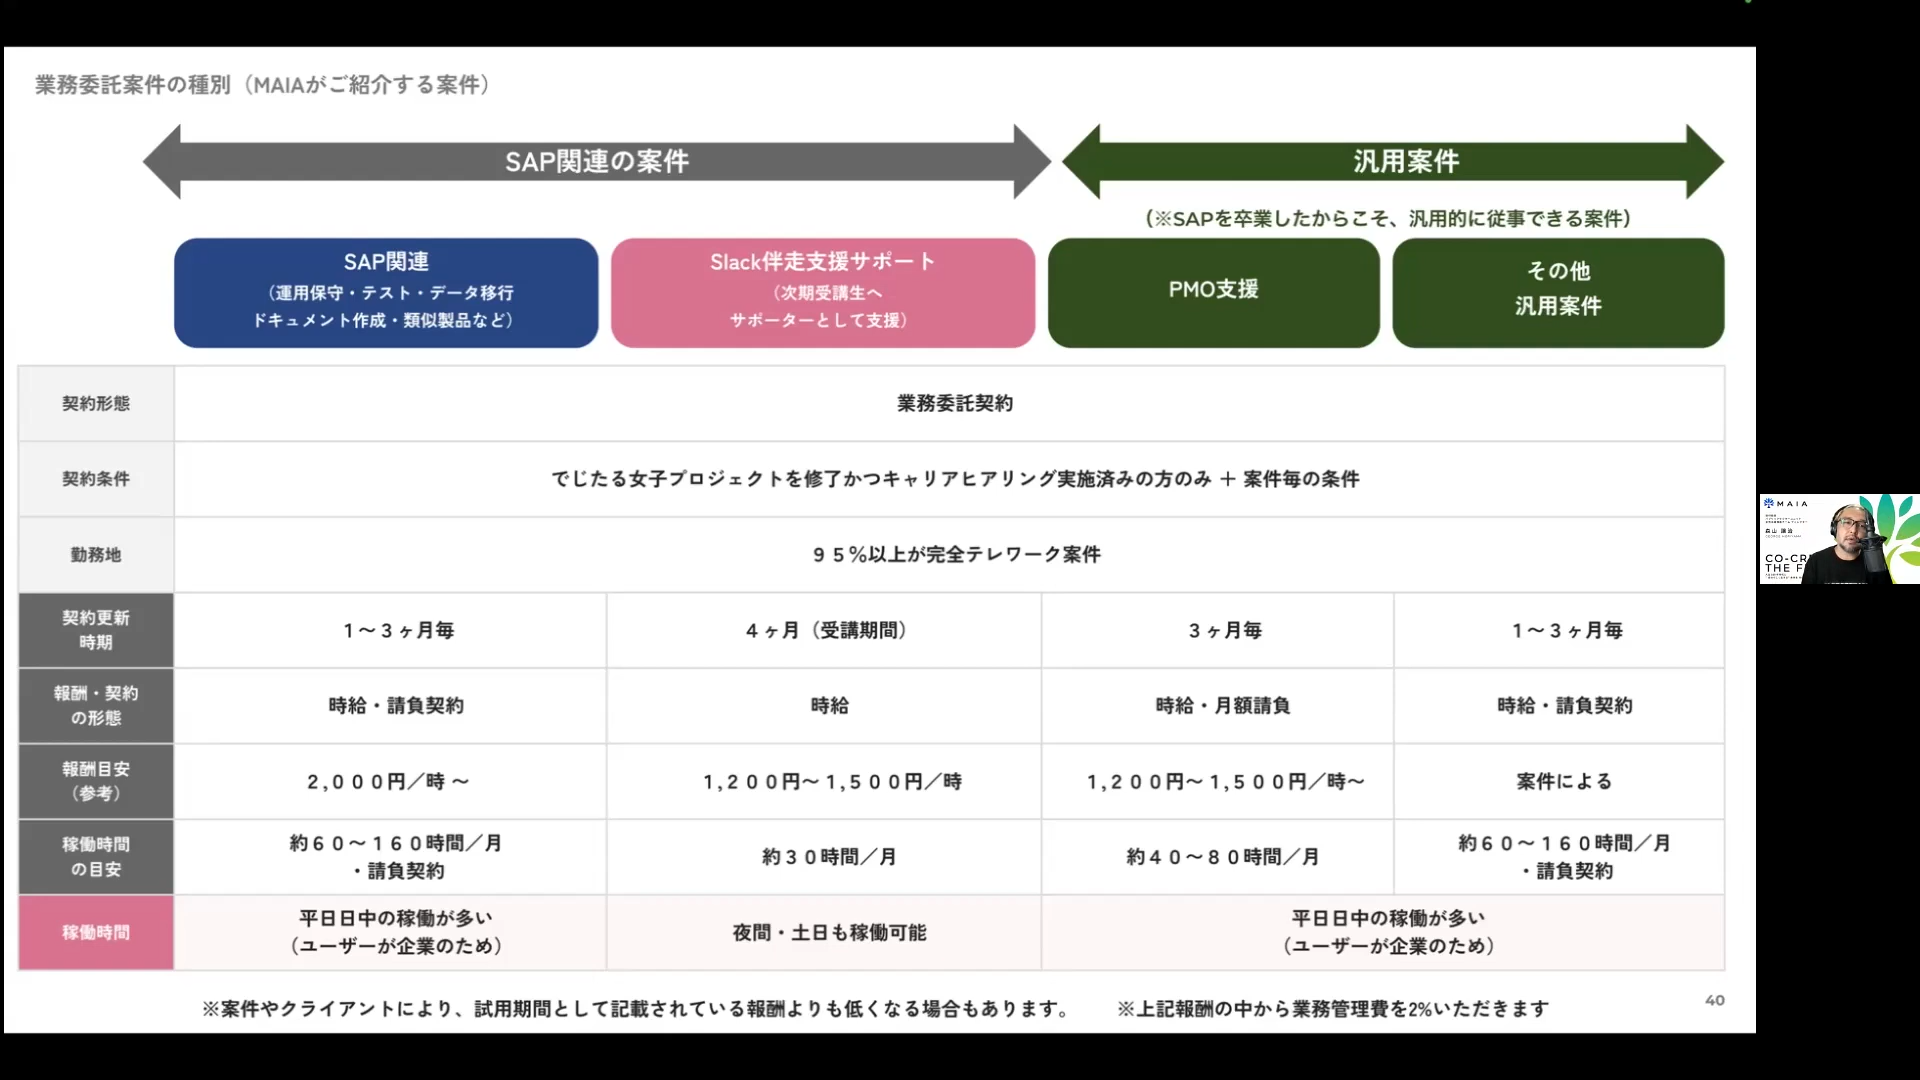 業務委託案件の種別（MAIAがご紹介する案件）
SAP関連の案件
汎用案件
（※SAPを卒業したからこそ、汎用的に従事できる案件）
SAP関連
（運用保守・テスト・データ移行
ドキュメント作成・類似製品など）
Slack伴走支援サポート
（次期受講生へ
サポーターとして支援）
PMO支援
その他
汎用案件
契約形態
業務委託契約
契約条件
でじたる女子プロジェクトを修了かつキャリアヒアリング実施済みの方のみ ＋ 案件毎の条件
勤務地
９５％以上が完全テレワーク案件
契約更新
時期
１〜３ヶ月毎
４ヶ月（受講期間）
３ヶ月毎
１〜３ヶ月毎
報酬・契約
の形態
時給・請負契約
時給
時給・月額請負
時給・請負契約
報酬目安
（参考）
２,０００円／時 〜
１,２００円〜１,５００円／時
１,２００円〜１,５００円／時〜
案件による
稼働時間
の目安
約６０〜１６０時間／月
・請負契約
約３０時間／月
約４０〜８０時間／月
約６０〜１６０時間／月
・請負契約
稼働時間
平日日中の稼働が多い
（ユーザーが企業のため）
夜間・土日も稼働可能
平日日中の稼働が多い
（ユーザーが企業のため）
※案件やクライアントにより、試用期間として記載されている報酬よりも低くなる場合もあります。
※上記報酬の中から業務管理費を2%いただきます
40
MAIA
CO-CR
THE F